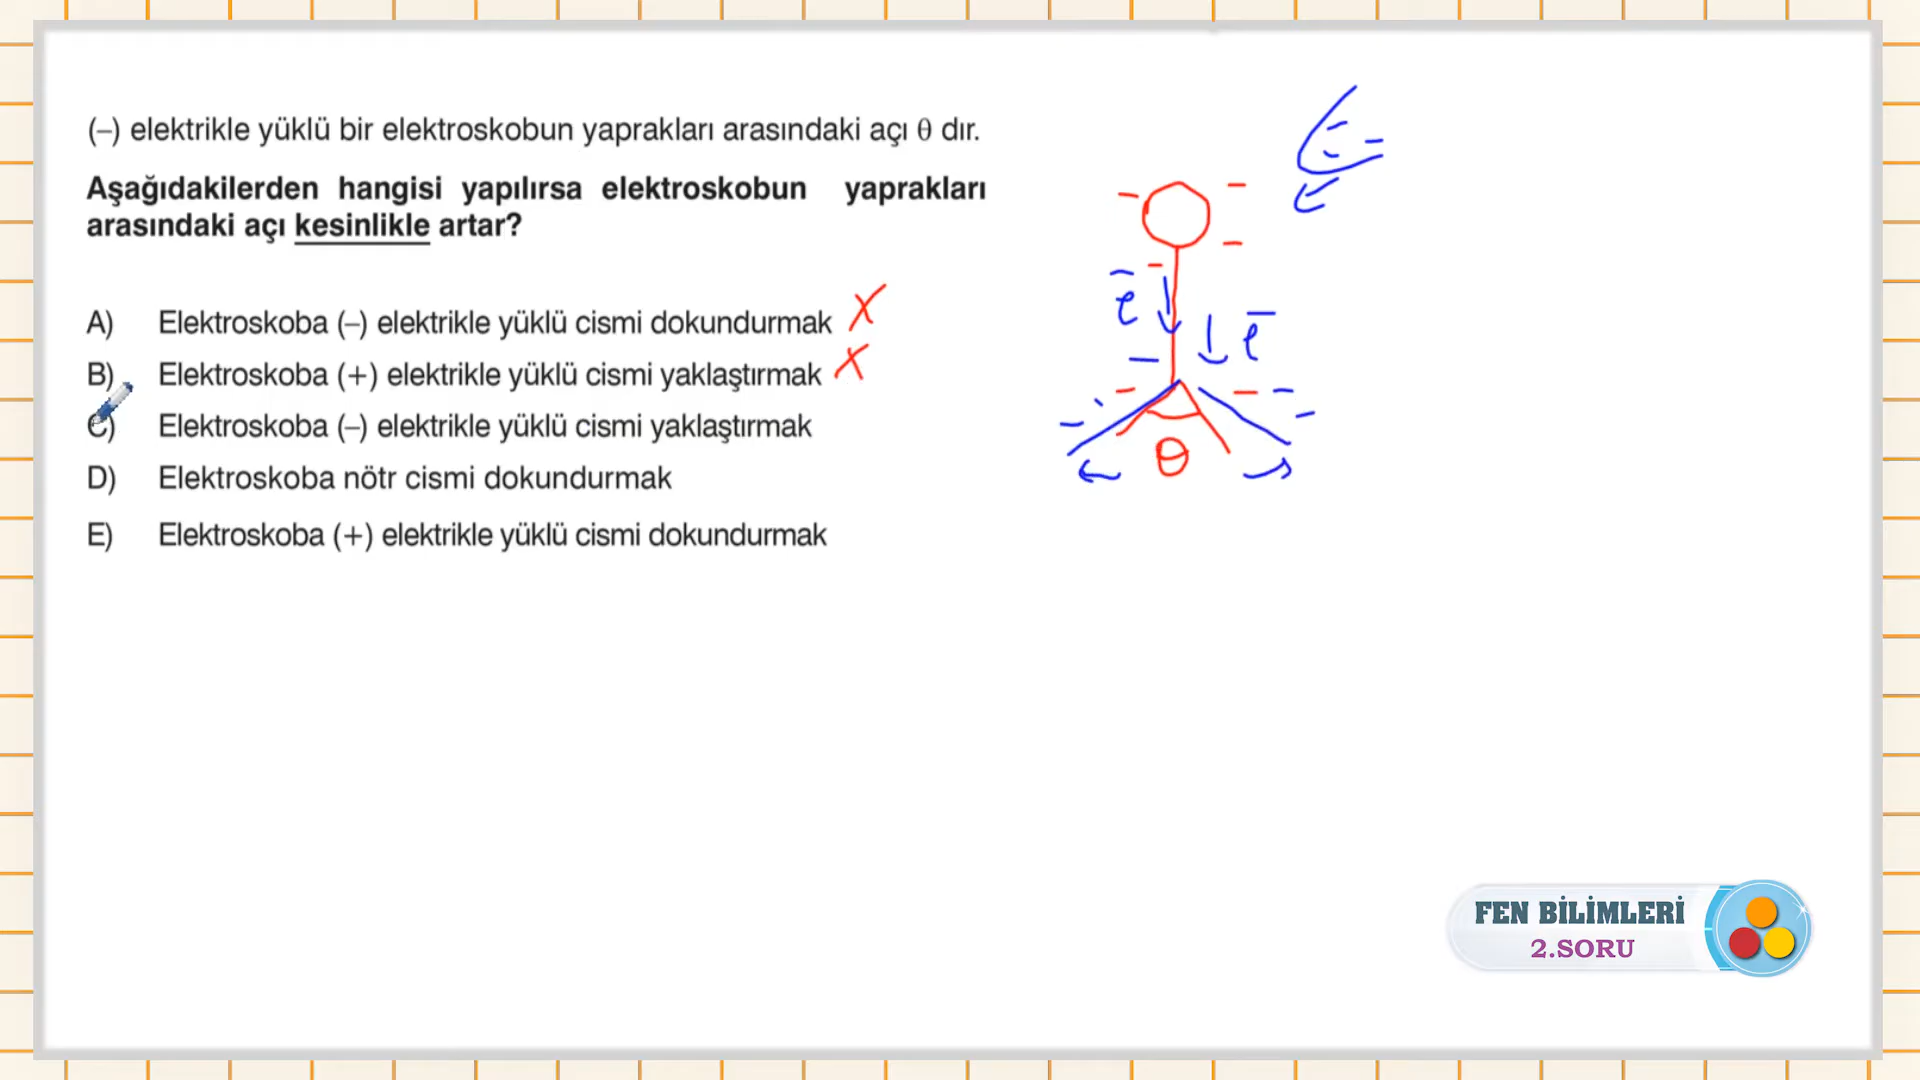 (–) elektrikle yüklü bir elektroskobun yaprakları arasındaki açı θ dır.
Aşağıdakilerden hangisi yapılırsa elektroskobun yaprakları
arasındaki açı kesinlikle artar?
A) Elektroskoba (–) elektrikle yüklü cismi dokundurmak X
B) Elektroskoba (+) elektrikle yüklü cismi yaklaştırmak X
C) Elektroskoba (–) elektrikle yüklü cismi yaklaştırmak
D) Elektroskoba nötr cismi dokundurmak
E) Elektroskoba (+) elektrikle yüklü cismi dokundurmak
θ
FEN BİLİMLERİ
2.SORU